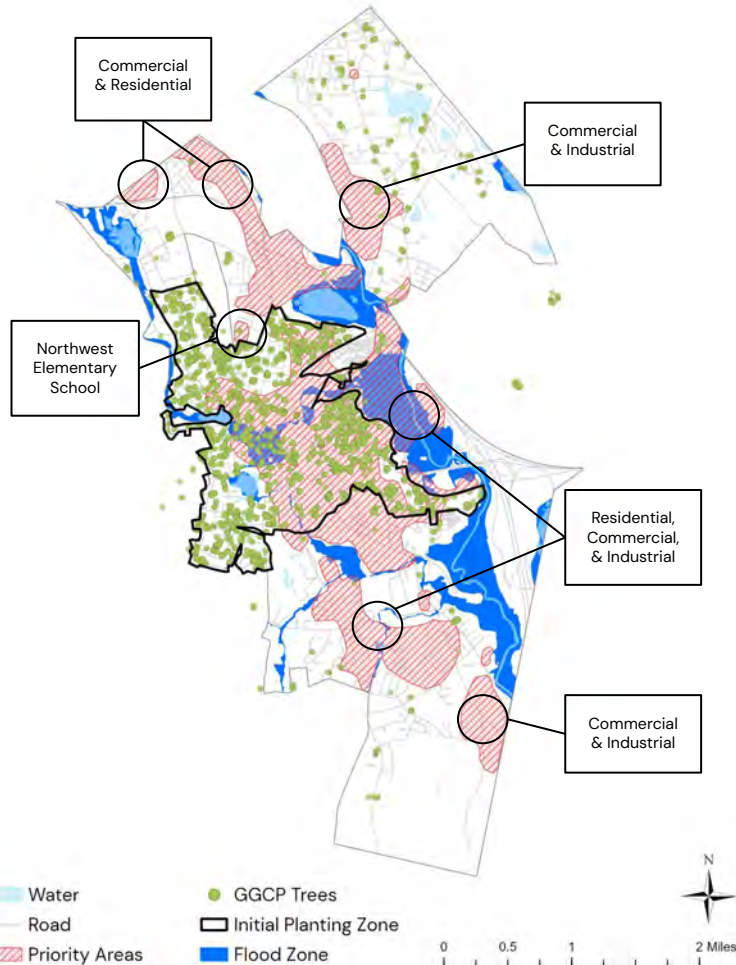 Commercial
& Residential
Commercial
& Industrial
Northwest
Elementary
School
Residential,
Commercial,
& Industrial
Commercial
& Industrial
Water
GGCP Trees
Road
Initial Planting Zone
Priority Areas
Flood Zone
N
0 0.5 1 2 Miles